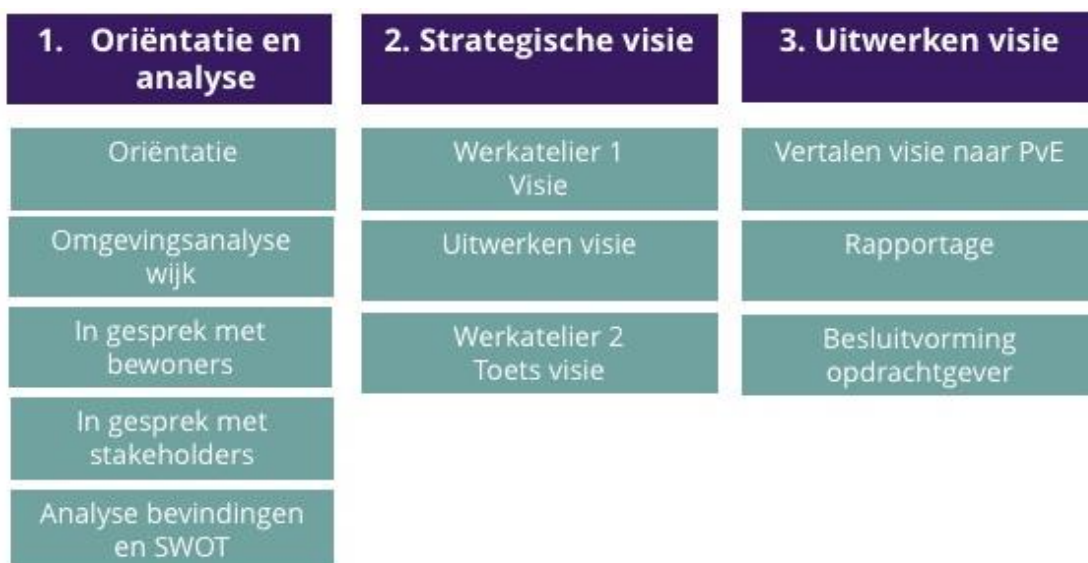 1. Oriëntatie en
analyse
Oriëntatie
Omgevingsanalyse
wijk
In gesprek met
bewoners
In gesprek met
stakeholders
Analyse bevindingen
en SWOT
2. Strategische visie
Werkatelier 1
Visie
Uitwerken visie
Werkatelier 2
Toets visie
3. Uitwerken visie
Vertalen visie naar PvE
Rapportage
Besluitvorming
opdrachtgever